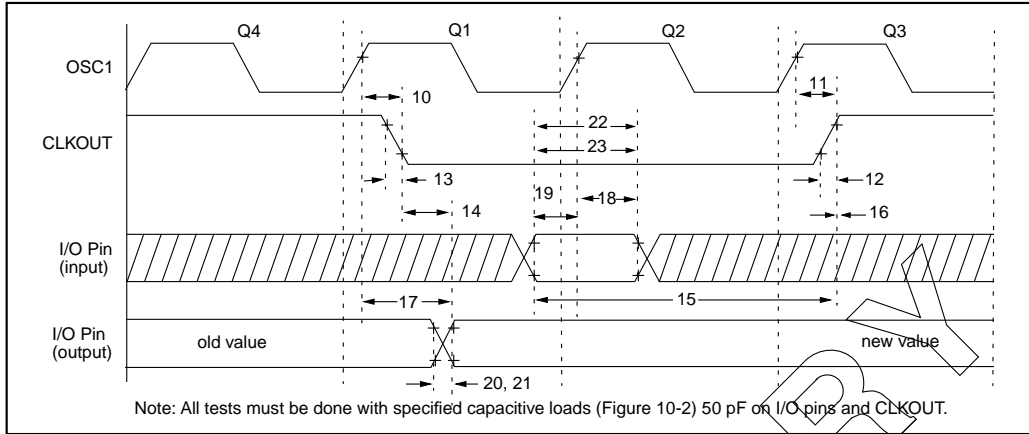 Q4 Q1 Q2 Q3
OSC1
10 11
22
CLKOUT
23
13 19 18 12
14 16
I/O Pin
(input)
17 15
I/O Pin
(output)
old value new value
20, 21
Note: All tests must be done with specified capacitive loads (Figure 10-2) 50 pF on I/O pins and CLKOUT.